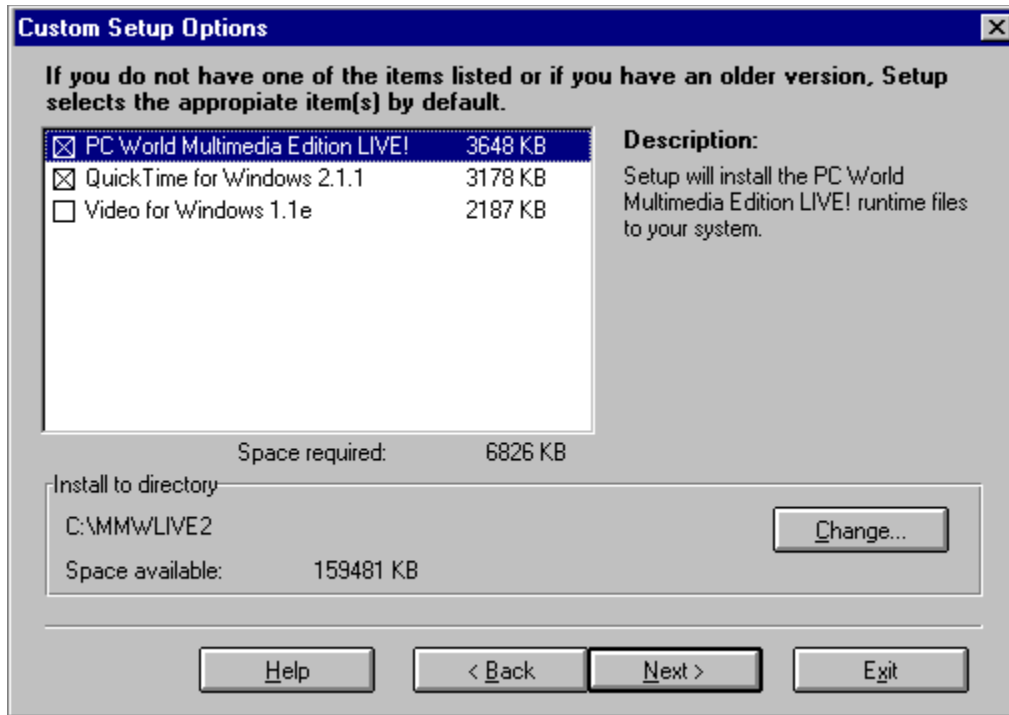 Custom Setup Options
If you do not have one of the items listed or if you have an older version, Setup
selects the appropiate item(s) by default.
PC World Multimedia Edition LIVE! 3648 KB
QuickTime for Windows 2.1.1 3178 KB
Video for Windows 1.1e 2187 KB
Description:
Setup will install the PC World
Multimedia Edition LIVE! runtime files
to your system.
Space required: 6826 KB
Install to directory
C:\MMWLIVE2
Change...
Space available: 159481 KB
Help
< Back
Next >
Exit